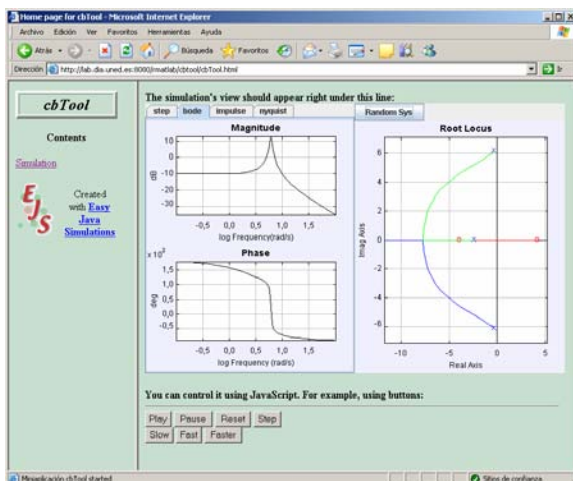 Home page for cbTool - Microsoft Internet Explorer
Archivo Edición Ver Favoritos Herramientas Ayuda
Atrás Búsqueda Favoritos
Dirección http://lab.dia.uned.es:8080/rmatlab/cbtool/cbTool.html Ir
cbTool
Contents
Simulation
EJS
Created
with Easy
Java
Simulations
The simulation's view should appear right under this line:
step bode impulse nyquist
Random Sys
Magnitude
dB
10
0
-10
-20
-30
-0,5 0,0 0,5 1,0 1,5
log Frequency(rad/s)
Phase
x 10²
deg
1,5
1,0
0,5
0,0
-0,5
-0,5 0,0 0,5 1,0 1,5
log Frequency (rad/s)
Root Locus
Imag Axis
6
4
2
0
-2
-4
-6
-10 -5 0 5
Real Axis
You can control it using JavaScript. For example, using buttons:
Play Pause Reset Step
Slow Fast Faster
Miniaplicación cbTool started
Sitios de confianza